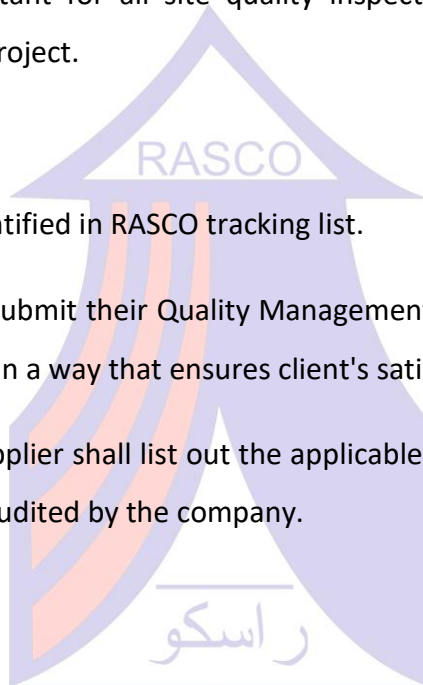 tant for all site quality inspect
roject.
RASCO
ntified in RASCO tracking list.
submit their Quality Management
n a way that ensures client's sati
pplier shall list out the applicable
udited by the company.
راسكو